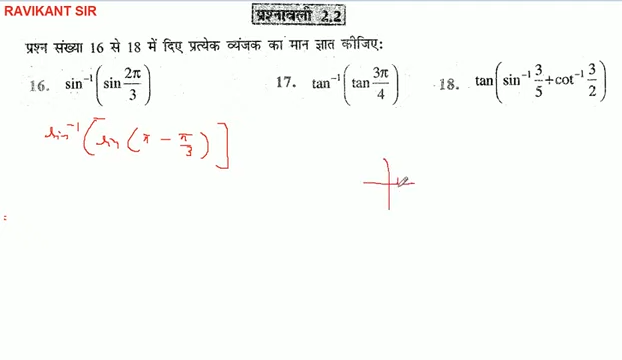 RAVIKANT SIR
प्रश्नावली 2.2
प्रश्न संख्या 16 से 18 में दिए प्रत्येक व्यंजक का मान ज्ञात कीजिए:
16. sin⁻¹(sin 2π/3) 17. tan⁻¹(tan 3π/4) 18. tan(sin⁻¹ 3/5 + cot⁻¹ 3/2)
sin⁻¹(sin(π − π/3)]